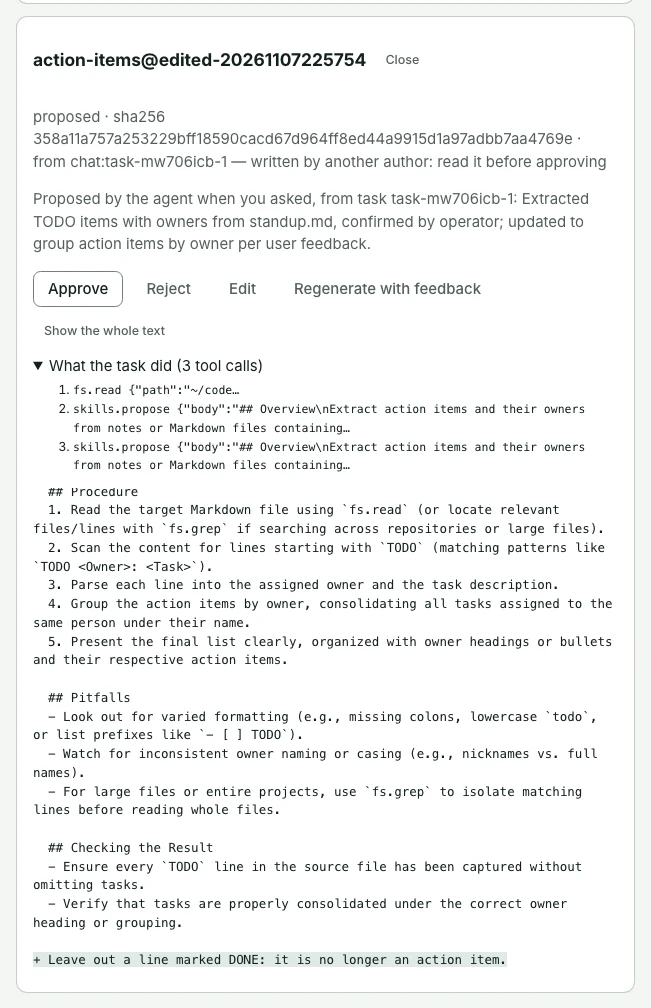 action-items@edited-20261107225754 Close
proposed · sha256
358a11a757a253229bff18590cacd67d964ff8ed44a9915d1a97adbb7aa4769e ·
from chat:task-mw706icb-1 — written by another author: read it before approving
Proposed by the agent when you asked, from task task-mw706icb-1: Extracted
TODO items with owners from standup.md, confirmed by operator; updated to
group action items by owner per user feedback.
Approve Reject Edit Regenerate with feedback
Show the whole text
▼ What the task did (3 tool calls)
1. fs.read {"path":"~/code…
2. skills.propose {"body":"## Overview\nExtract action items and their owners
from notes or Markdown files containing…
3. skills.propose {"body":"## Overview\nExtract action items and their owners
from notes or Markdown files containing…
## Procedure
1. Read the target Markdown file using `fs.read` (or locate relevant
files/lines with `fs.grep` if searching across repositories or large files).
2. Scan the content for lines starting with `TODO` (matching patterns like
`TODO <Owner>: <Task>`).
3. Parse each line into the assigned owner and the task description.
4. Group the action items by owner, consolidating all tasks assigned to the
same person under their name.
5. Present the final list clearly, organized with owner headings or bullets
and their respective action items.
## Pitfalls
- Look out for varied formatting (e.g., missing colons, lowercase `todo`,
or list prefixes like `- [ ] TODO`).
- Watch for inconsistent owner naming or casing (e.g., nicknames vs. full
names).
- For large files or entire projects, use `fs.grep` to isolate matching
lines before reading whole files.
## Checking the Result
- Ensure every `TODO` line in the source file has been captured without
omitting tasks.
- Verify that tasks are properly consolidated under the correct owner
heading or grouping.
+ Leave out a line marked DONE: it is no longer an action item.